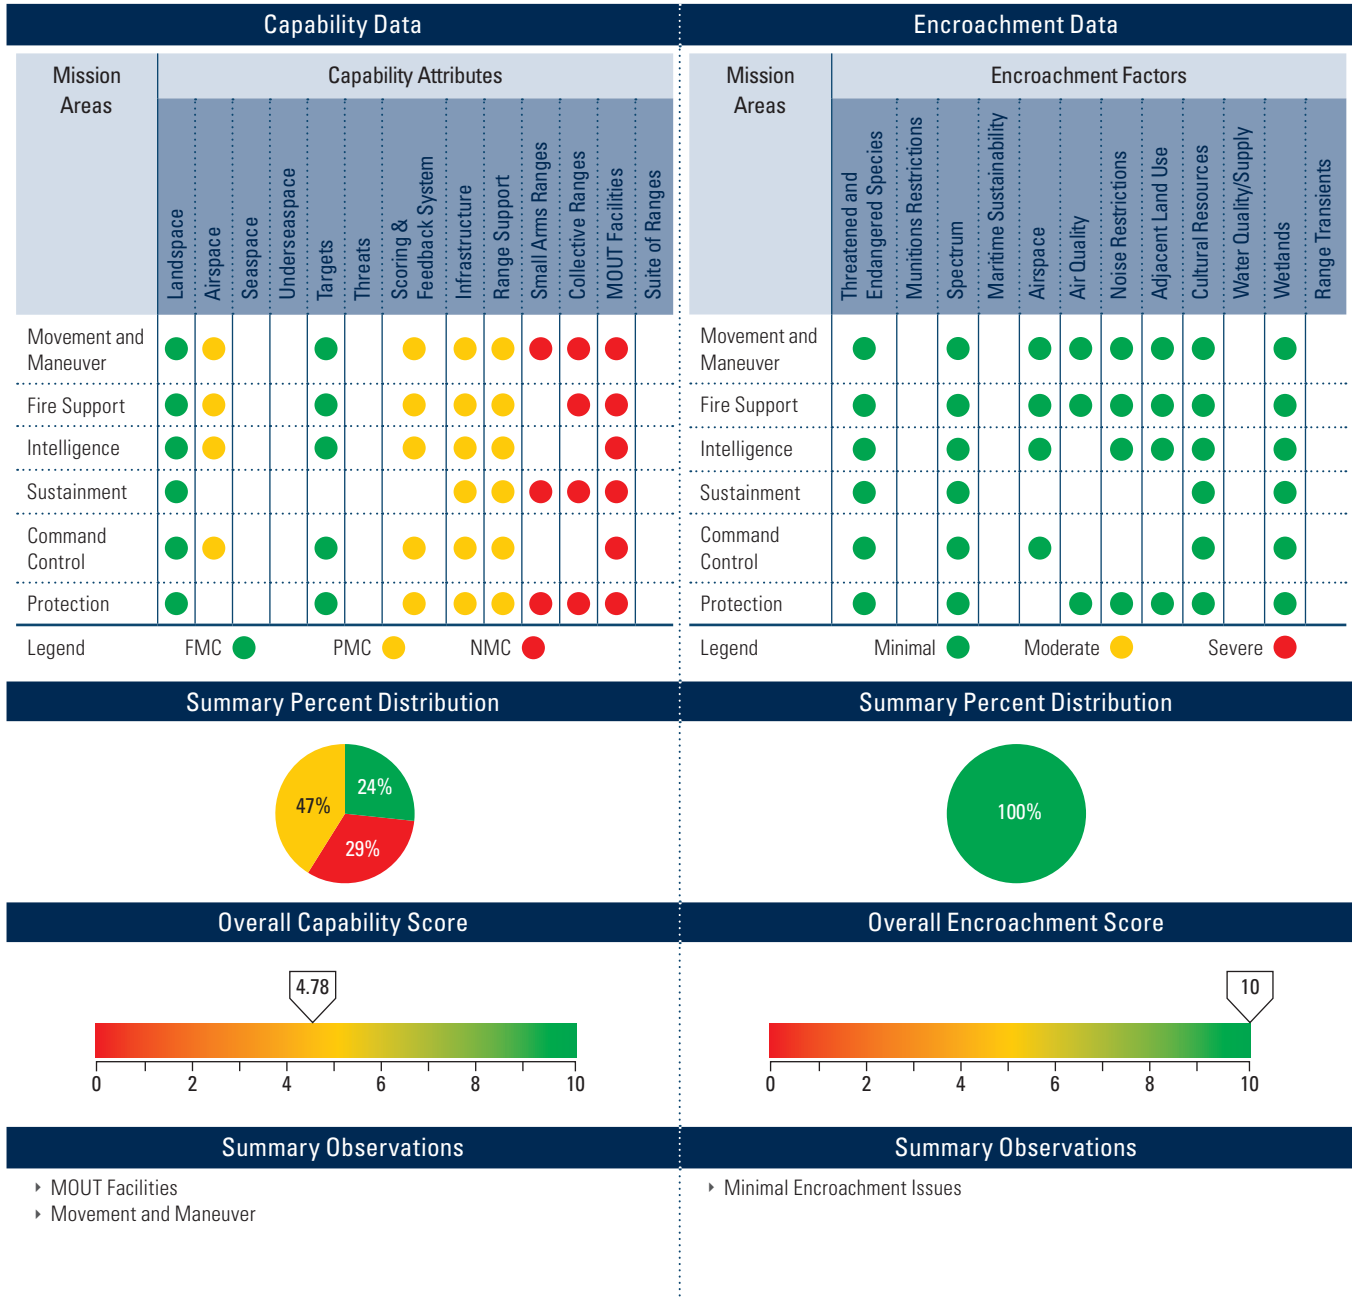 Capability Data
Mission
Areas
Capability Attributes
Landspace
Airspace
Seaspace
Underseaspace
Targets
Threats
Scoring &
Feedback System
Infrastructure
Range Support
Small Arms Ranges
Collective Ranges
MOUT Facilities
Suite of Ranges
Movement and
Maneuver
Fire Support
Intelligence
Sustainment
Command
Control
Protection
Legend FMC PMC NMC
Summary Percent Distribution
24%
47%
29%
Overall Capability Score
4.78
0 2 4 6 8 10
Summary Observations
‣ MOUT Facilities
‣ Movement and Maneuver
Encroachment Data
Mission
Areas
Encroachment Factors
Threatened and
Endangered Species
Munitions Restrictions
Spectrum
Maritime Sustainability
Airspace
Air Quality
Noise Restrictions
Adjacent Land Use
Cultural Resources
Water Quality/Supply
Wetlands
Range Transients
Movement and
Maneuver
Fire Support
Intelligence
Sustainment
Command
Control
Protection
Legend Minimal Moderate Severe
Summary Percent Distribution
100%
Overall Encroachment Score
10
0 2 4 6 8 10
Summary Observations
‣ Minimal Encroachment Issues